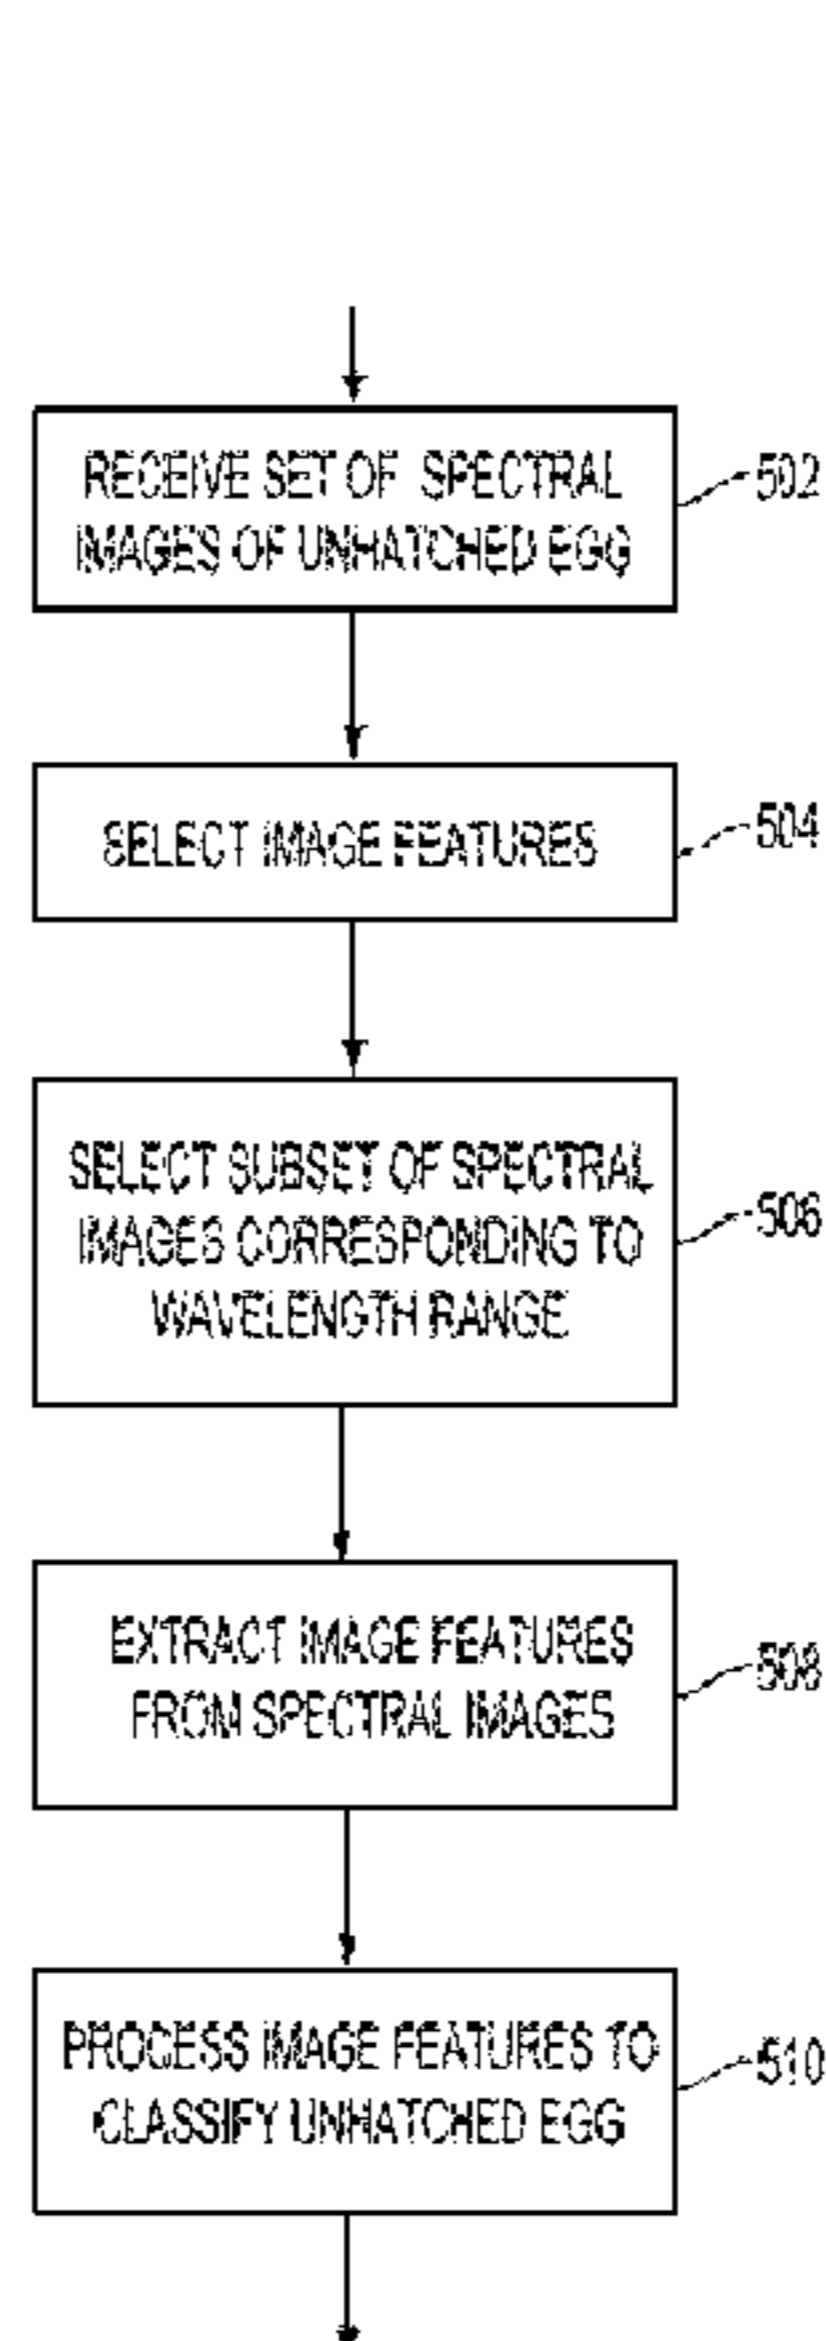 RECEIVE SET OF SPECTRAL
IMAGES OF UNHATCHED EGG
502
SELECT IMAGE FEATURES
504
SELECT SUBSET OF SPECTRAL
IMAGES CORRESPONDING TO
WAVELENGTH RANGE
506
EXTRACT IMAGE FEATURES
FROM SPECTRAL IMAGES
508
PROCESS IMAGE FEATURES TO
CLASSIFY UNHATCHED EGG
510